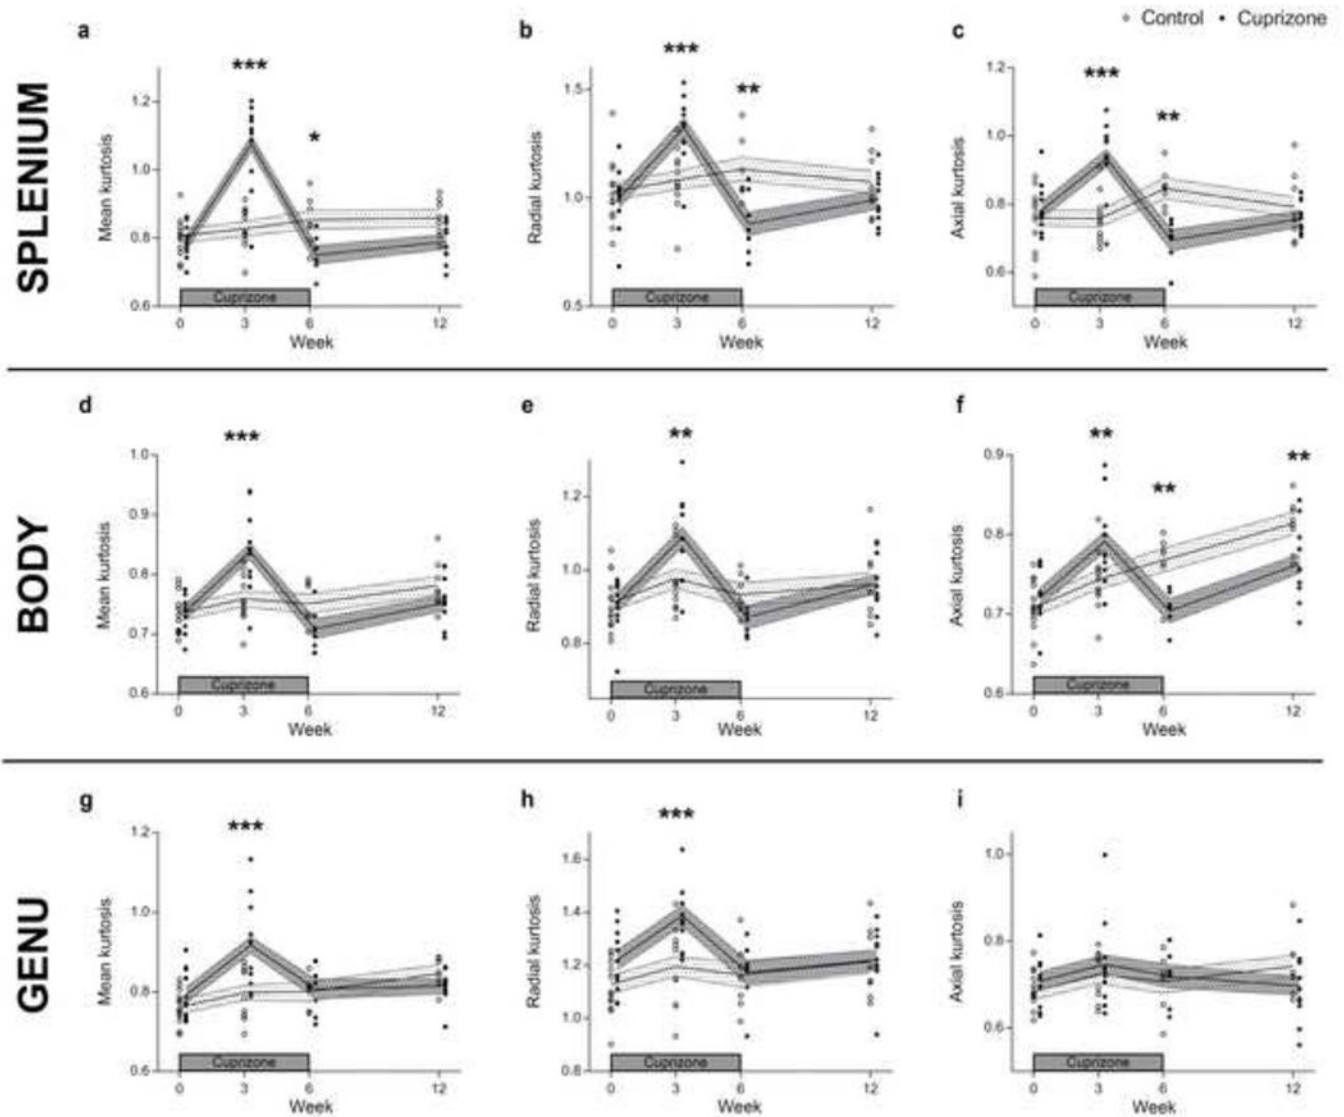 ◦ Control • Cuprizone
SPLENIUM
a
***
*
Mean kurtosis
1.2
1.0
0.8
0.6
Cuprizone
0 3 6 12
Week
b
***
**
Radial kurtosis
1.5
1.0
0.5
Cuprizone
0 3 6 12
Week
c
***
**
Axial kurtosis
1.2
1.0
0.8
0.6
Cuprizone
0 3 6 12
Week
BODY
d
***
Mean kurtosis
1.0
0.9
0.8
0.7
0.6
Cuprizone
0 3 6 12
Week
e
**
Radial kurtosis
1.2
1.0
0.8
Cuprizone
0 3 6 12
Week
f
**
**
**
Axial kurtosis
0.9
0.8
0.7
0.6
Cuprizone
0 3 6 12
Week
GENU
g
***
Mean kurtosis
1.2
1.0
0.8
0.6
Cuprizone
0 3 6 12
Week
h
***
Radial kurtosis
1.6
1.4
1.2
1.0
0.8
Cuprizone
0 3 6 12
Week
i
Axial kurtosis
1.0
0.8
0.6
Cuprizone
0 3 6 12
Week